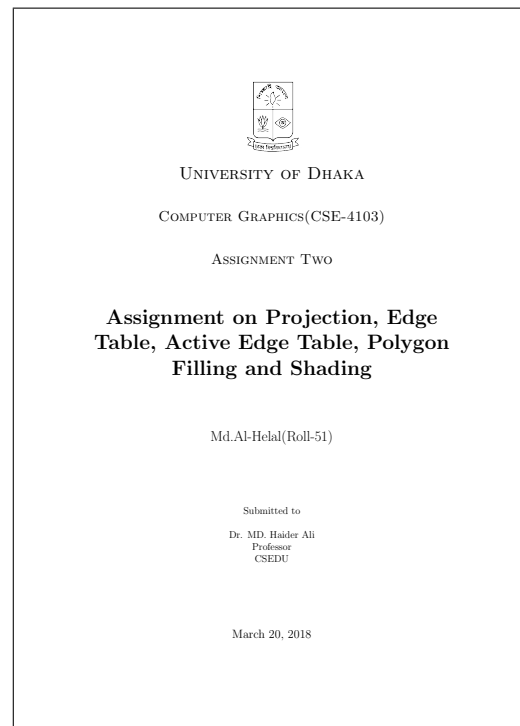 University of Dhaka
Computer Graphics(CSE-4103)
Assignment Two
Assignment on Projection, Edge
Table, Active Edge Table, Polygon
Filling and Shading
Md.Al-Helal(Roll-51)
Submitted to
Dr. MD. Haider Ali
Professor
CSEDU
March 20, 2018